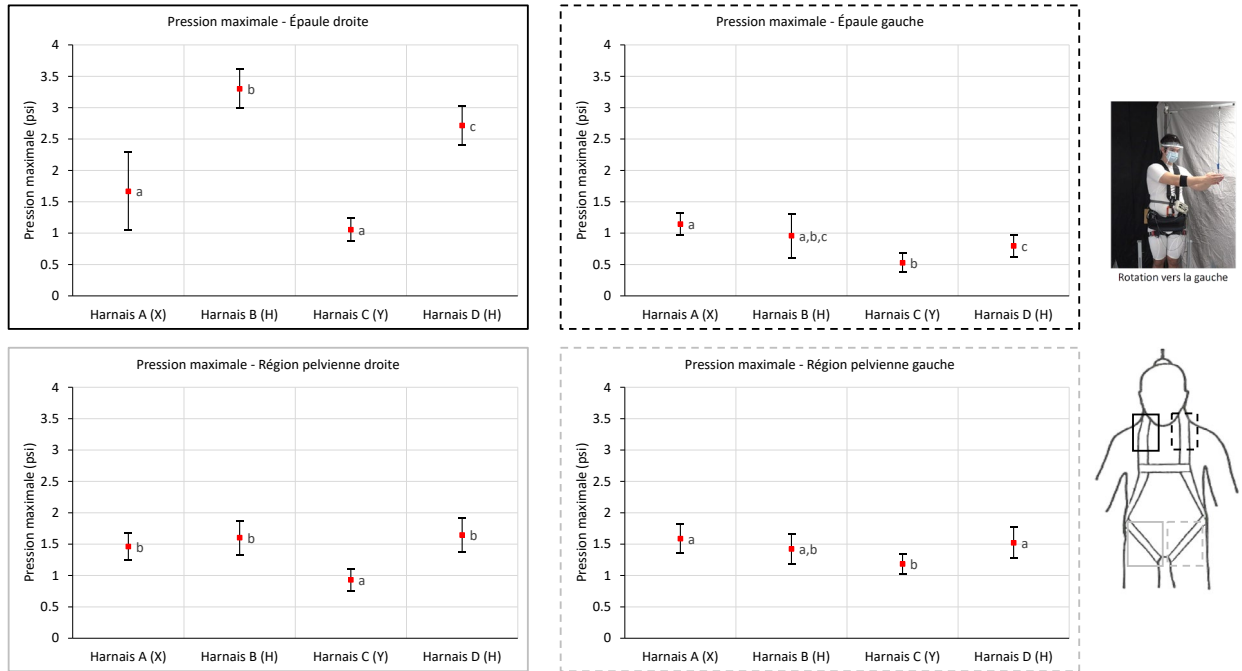 Pression maximale - Épaule droite
Pression maximale (psi)
4
3.5
3
2.5
2
1.5
1
0.5
0
a
b
a
c
Harnais A (X) Harnais B (H) Harnais C (Y) Harnais D (H)
Pression maximale - Épaule gauche
Pression maximale (psi)
4
3.5
3
2.5
2
1.5
1
0.5
0
a
a,b,c
b
c
Harnais A (X) Harnais B (H) Harnais C (Y) Harnais D (H)
Rotation vers la gauche
Pression maximale - Région pelvienne droite
Pression maximale (psi)
4
3.5
3
2.5
2
1.5
1
0.5
0
b
b
a
b
Harnais A (X) Harnais B (H) Harnais C (Y) Harnais D (H)
Pression maximale - Région pelvienne gauche
Pression maximale (psi)
4
3.5
3
2.5
2
1.5
1
0.5
0
a
a,b
b
a
Harnais A (X) Harnais B (H) Harnais C (Y) Harnais D (H)